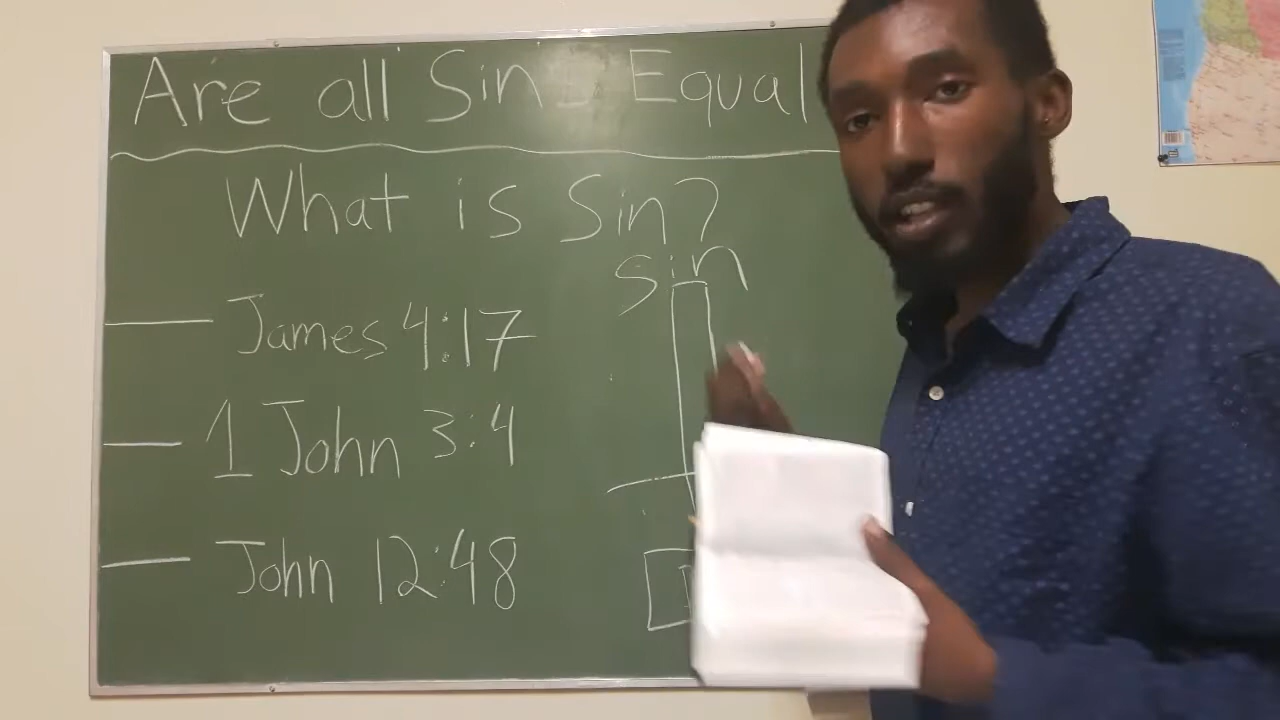 Are all Sin Equal
What is Sin?
Sin
James 4:17
1 John 3:4
John 12:48